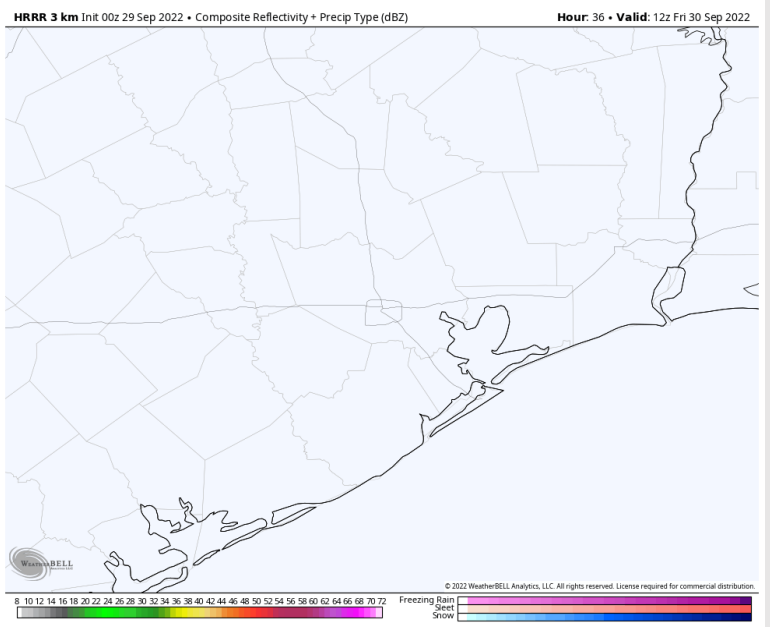 HRRR 3 km Init 00z 29 Sep 2022 • Composite Reflectivity + Precip Type (dBZ) Hour: 36 • Valid: 12z Fri 30 Sep 2022
WEATHERBELL
© 2022 WeatherBELL Analytics, LLC. All rights reserved. License required for commercial distribution.
8 10 12 14 16 18 20 22 24 26 28 30 32 34 36 38 40 42 44 46 48 50 52 54 56 58 60 62 64 66 68 70 72
Freezing Rain
Sleet
Snow